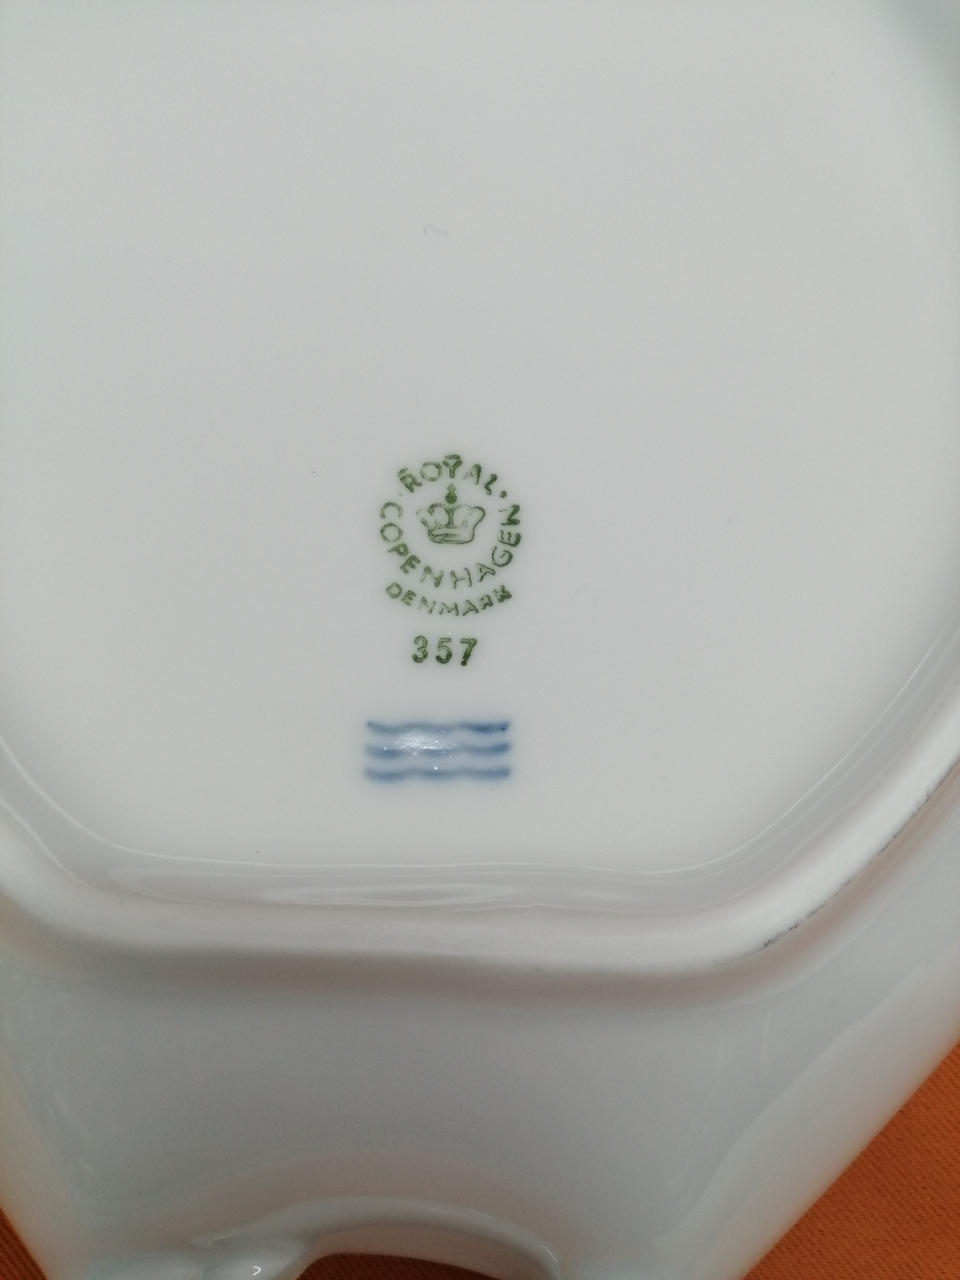 ROYAL
COPENHAGEN
DENMARK
357